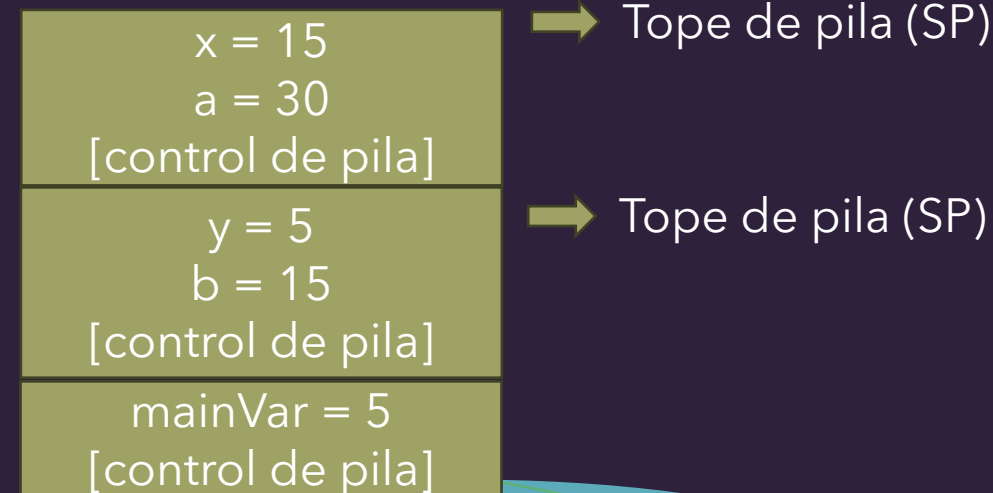 x = 15
a = 30
[control de pila]
Tope de pila (SP)
y = 5
b = 15
[control de pila]
Tope de pila (SP)
mainVar = 5
[control de pila]